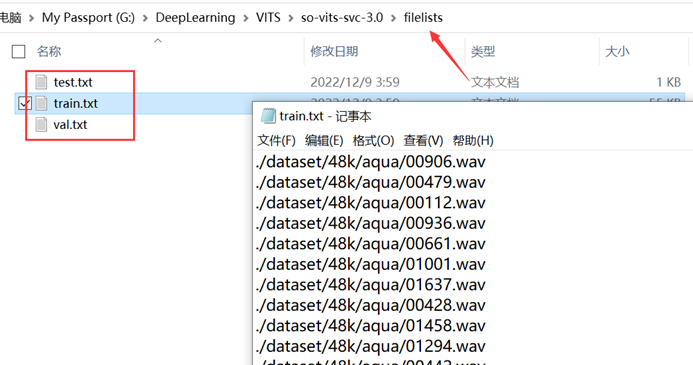 电脑 › My Passport (G:) › DeepLearning › VITS › so-vits-svc-3.0 › filelists
名称 修改日期 类型 大小
test.txt 2022/12/9 3:59 文本文档 1 KB
train.txt
val.txt
train.txt - 记事本
文件(F) 编辑(E) 格式(O) 查看(V) 帮助(H)
./dataset/48k/aqua/00906.wav
./dataset/48k/aqua/00479.wav
./dataset/48k/aqua/00112.wav
./dataset/48k/aqua/00936.wav
./dataset/48k/aqua/00661.wav
./dataset/48k/aqua/01001.wav
./dataset/48k/aqua/01637.wav
./dataset/48k/aqua/00428.wav
./dataset/48k/aqua/01458.wav
./dataset/48k/aqua/01294.wav